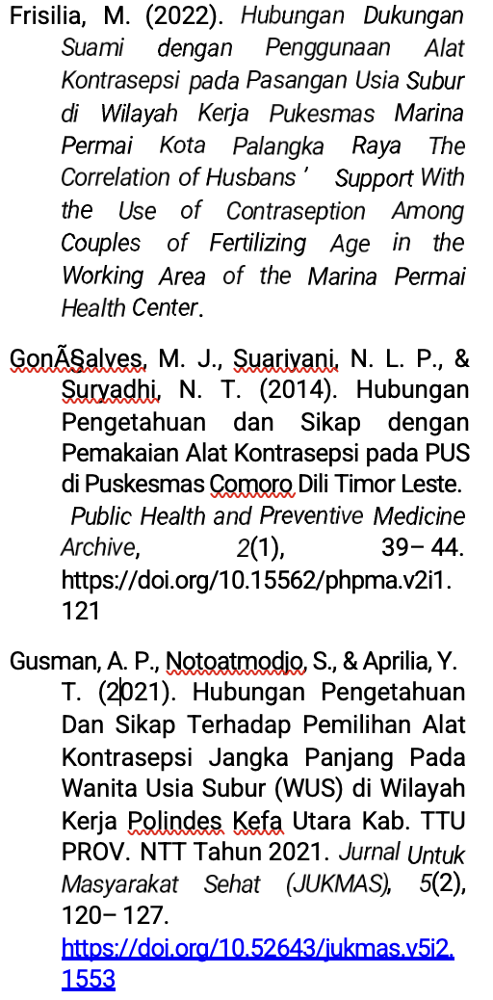 Frisilia, M. (2022). Hubungan Dukungan
Suami dengan Penggunaan Alat
Kontrasepsi pada Pasangan Usia Subur
di Wilayah Kerja Pukesmas Marina
Permai Kota Palangka Raya The
Correlation of Husbans ’ Support With
the Use of Contraseption Among
Couples of Fertilizing Age in the
Working Area of the Marina Permai
Health Center.
GonÃ§alves, M. J., Suariyani, N. L. P., &
Suryadhi, N. T. (2014). Hubungan
Pengetahuan dan Sikap dengan
Pemakaian Alat Kontrasepsi pada PUS
di Puskesmas Comoro Dili Timor Leste.
Public Health and Preventive Medicine
Archive, 2(1), 39–44.
https://doi.org/10.15562/phpma.v2i1.
121
Gusman, A. P., Notoatmodjo, S., & Aprilia, Y.
T. (2021). Hubungan Pengetahuan
Dan Sikap Terhadap Pemilihan Alat
Kontrasepsi Jangka Panjang Pada
Wanita Usia Subur (WUS) di Wilayah
Kerja Polindes Kefa Utara Kab. TTU
PROV. NTT Tahun 2021. Jurnal Untuk
Masyarakat Sehat (JUKMAS), 5(2),
120–127.
https://doi.org/10.52643/jukmas.v5i2.
1553